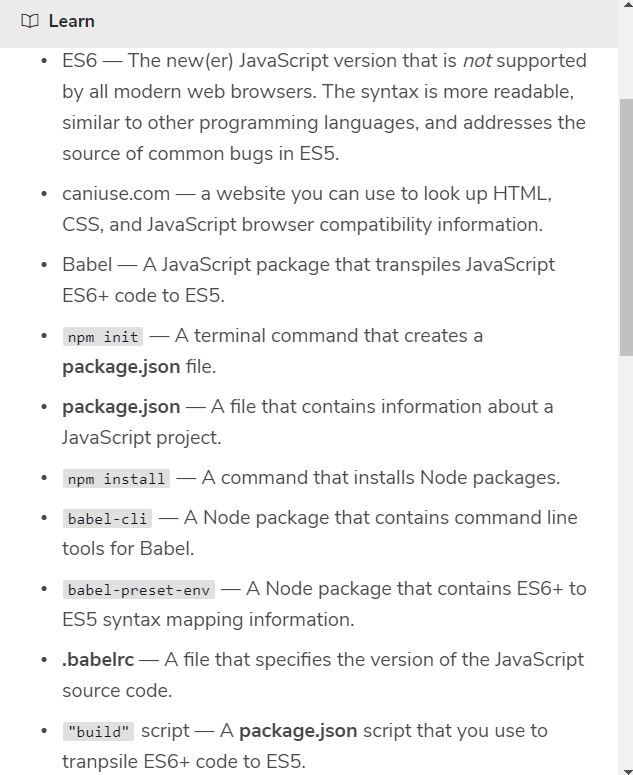 Learn
• ES6 — The new(er) JavaScript version that is not supported
by all modern web browsers. The syntax is more readable,
similar to other programming languages, and addresses the
source of common bugs in ES5.
• caniuse.com — a website you can use to look up HTML,
CSS, and JavaScript browser compatibility information.
• Babel — A JavaScript package that transpiles JavaScript
ES6+ code to ES5.
• npm init — A terminal command that creates a
package.json file.
• package.json — A file that contains information about a
JavaScript project.
• npm install — A command that installs Node packages.
• babel-cli — A Node package that contains command line
tools for Babel.
• babel-preset-env — A Node package that contains ES6+ to
ES5 syntax mapping information.
• .babelrc — A file that specifies the version of the JavaScript
source code.
• "build" script — A package.json script that you use to
tranpsile ES6+ code to ES5.